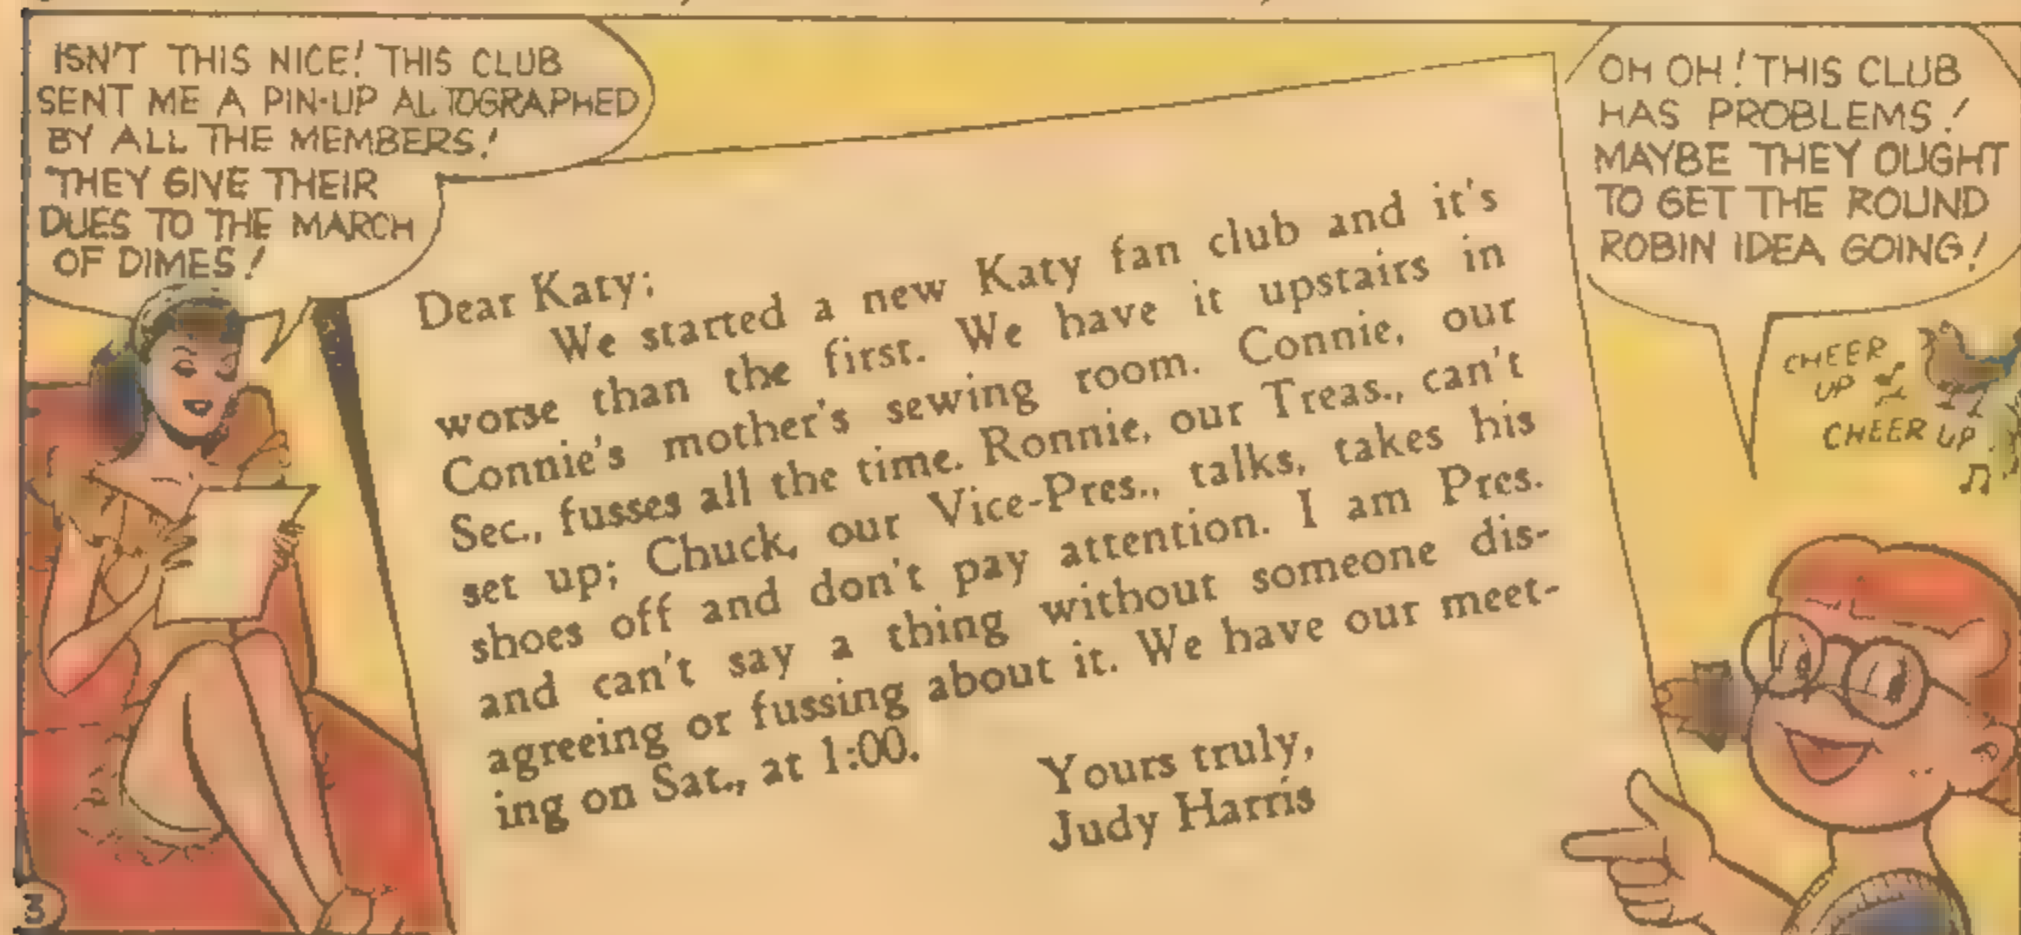 ISN'T THIS NICE! THIS CLUB
SENT ME A PIN-UP AUTOGRAPHED
BY ALL THE MEMBERS!
THEY GIVE THEIR
DUES TO THE MARCH
OF DIMES!
Dear Katy;
We started a new Katy fan club and it's
worse than the first. We have it upstairs in
Connie's mother's sewing room. Connie, our
Sec., fusses all the time. Ronnie, our Treas., can't
set up; Chuck, our Vice-Pres., talks, takes his
shoes off and don't pay attention. I am Pres.
and can't say a thing without someone dis-
agreeing or fussing about it. We have our meet-
ing on Sat., at 1:00.
Yours truly,
Judy Harris
OH OH! THIS CLUB
HAS PROBLEMS!
MAYBE THEY OUGHT
TO GET THE ROUND
ROBIN IDEA GOING!
CHEER
UP
CHEER UP
3